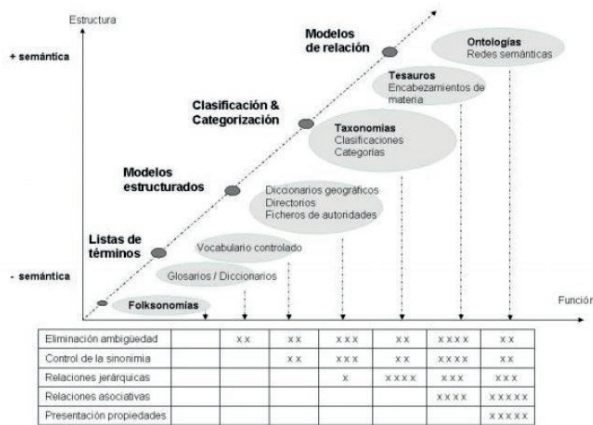 Estructura
+ semántica
Modelos
de relación
Ontologías
Redes semánticas
Tesauros
Encabezamientos de
materia
Clasificación &
Categorización
Taxonomías
Clasificaciones
Categorías
Modelos
estructurados
Diccionarios geográficos
Directorios
Ficheros de autoridades
Listas de
términos
Vocabulario controlado
- semántica
Glosarios / Diccionarios
Folksonomías
Función
Eliminación ambigüedad x x x x x x x x x x x x x x x
Control de la sinonimia x x x x x x x x x x x x x
Relaciones jerárquicas x x x x x x x x x x x
Relaciones asociativas x x x x x x x x x
Presentación propiedades x x x x x